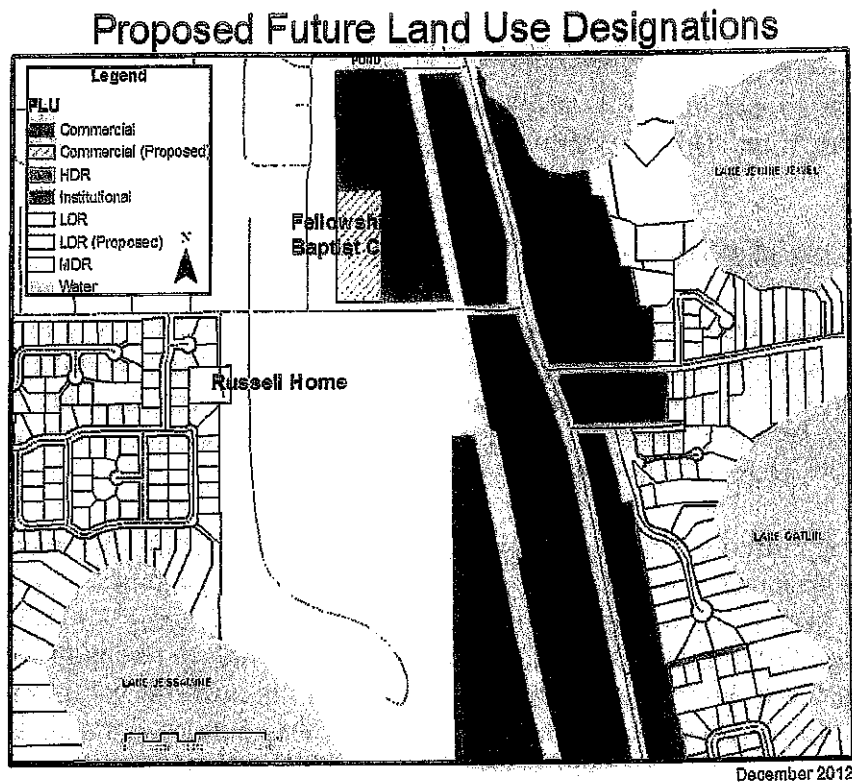 Proposed Future Land Use Designations
Legend
FLU
Commercial
Commercial (Proposed)
HDR
Institutional
LDR
LDR (Proposed)
MDR
Water
N
POND
LAKE JENNIE JEWEL
Fellowshi
Baptist C
Russell Home
LAKE GATLIN
LAKE JESSAMINE
December 2012